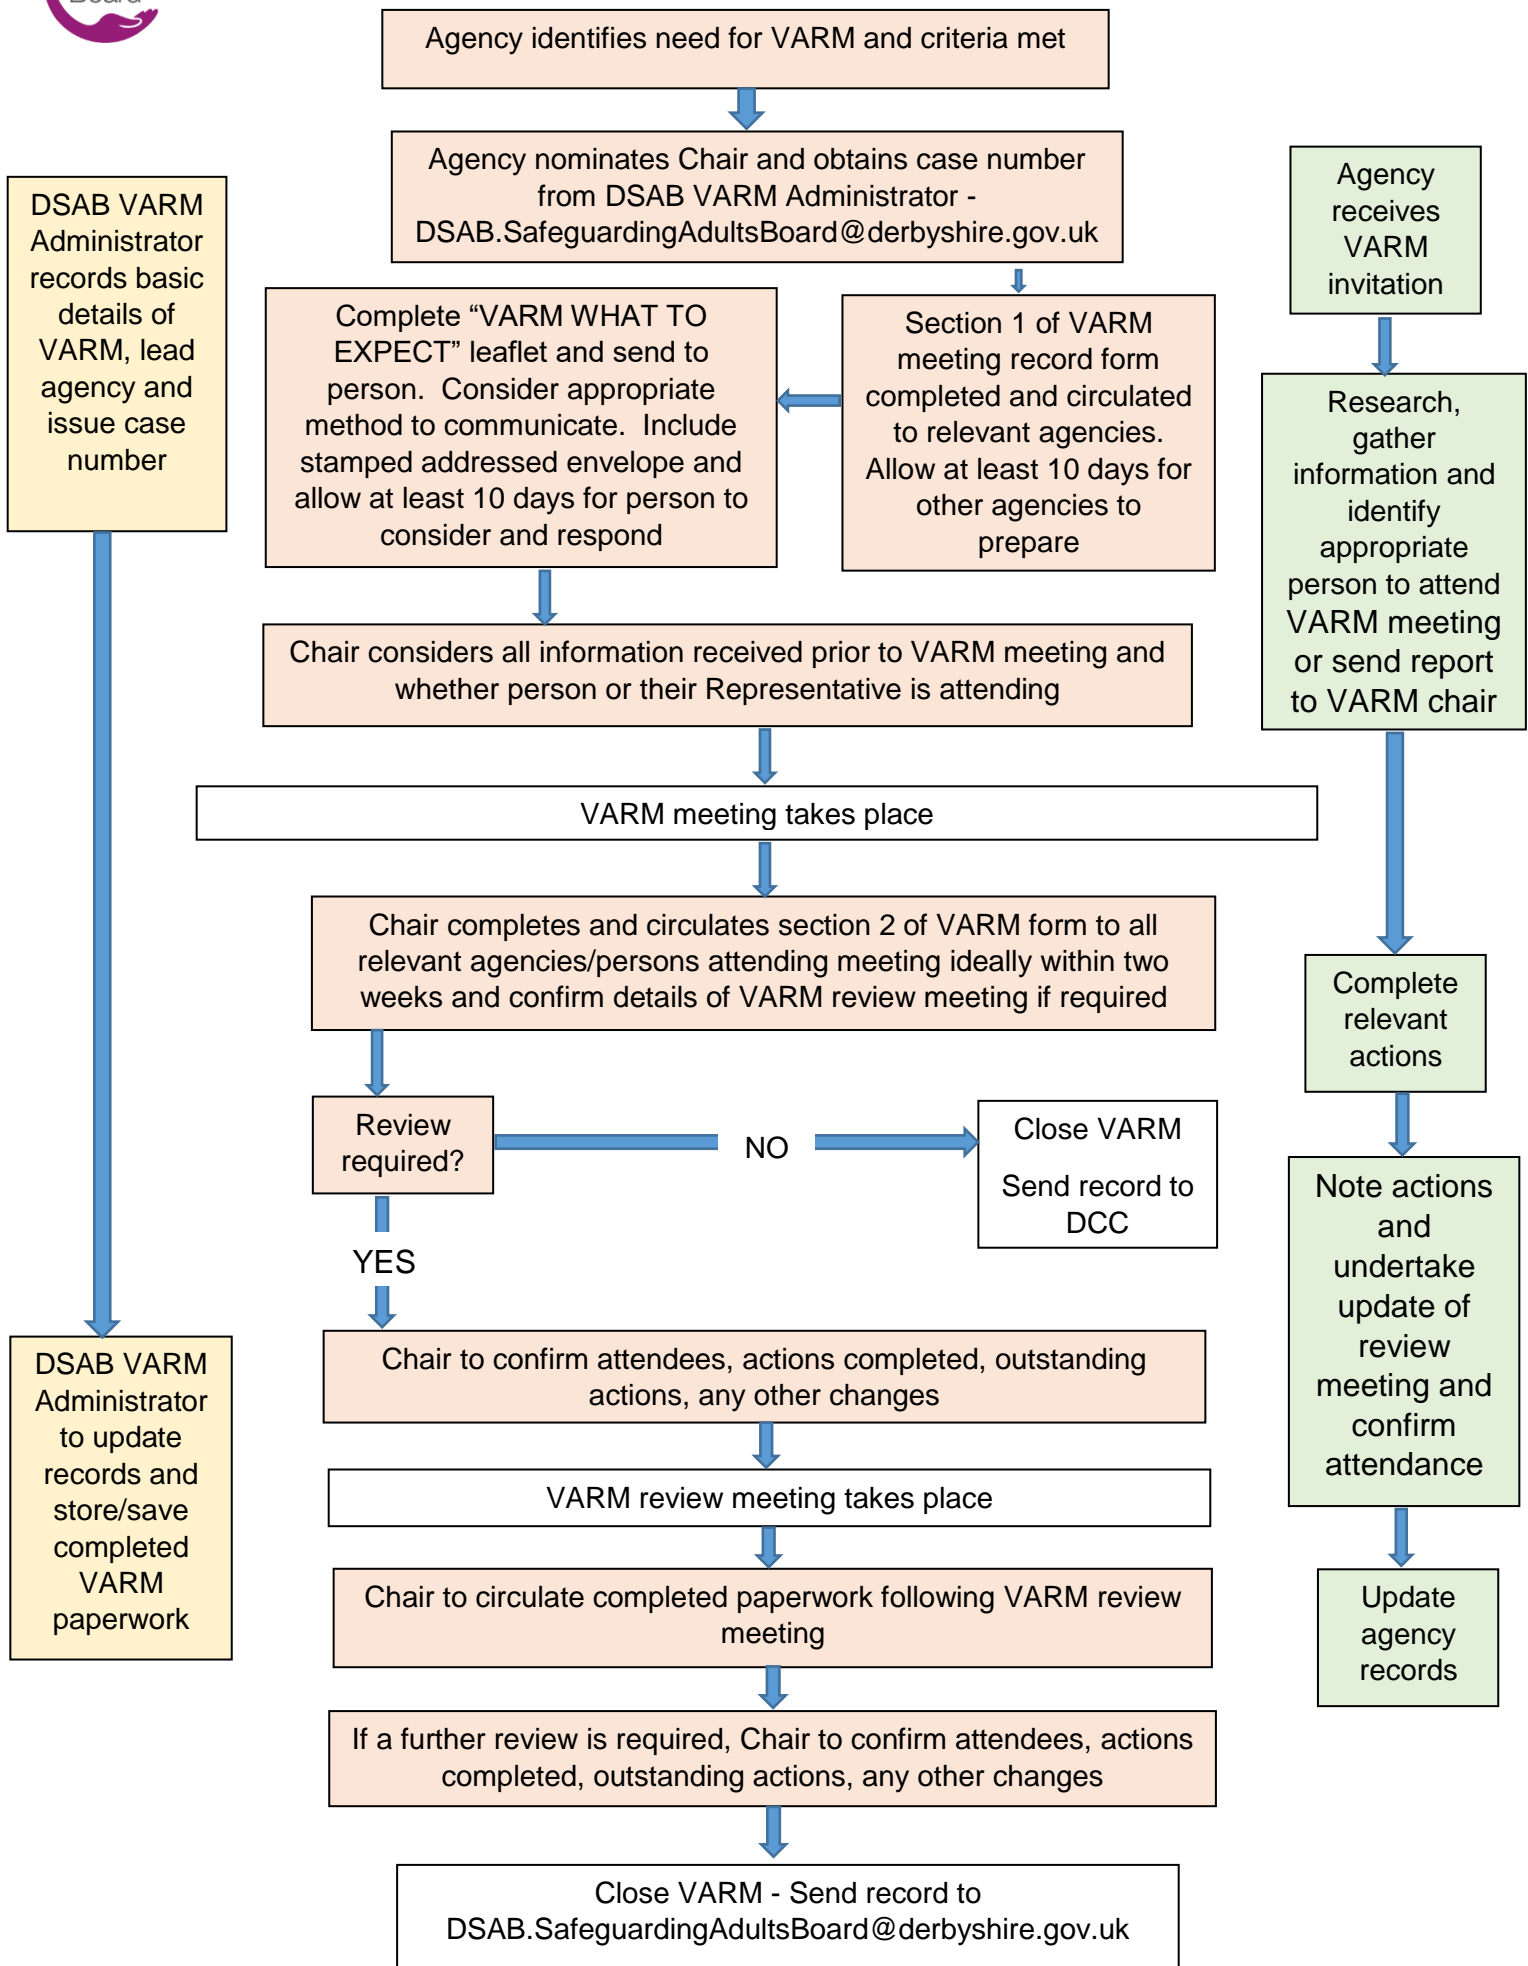 Board
Agency identifies need for VARM and criteria met
Agency nominates Chair and obtains case number
from DSAB VARM Administrator -
DSAB.SafeguardingAdultsBoard@derbyshire.gov.uk
DSAB VARM
Administrator
records basic
details of
VARM, lead
agency and
issue case
number
Agency
receives
VARM
invitation
Complete “VARM WHAT TO
EXPECT” leaflet and send to
person. Consider appropriate
method to communicate. Include
stamped addressed envelope and
allow at least 10 days for person to
consider and respond
Section 1 of VARM
meeting record form
completed and circulated
to relevant agencies.
Allow at least 10 days for
other agencies to
prepare
Research,
gather
information and
identify
appropriate
person to attend
VARM meeting
or send report
to VARM chair
Chair considers all information received prior to VARM meeting and
whether person or their Representative is attending
VARM meeting takes place
Chair completes and circulates section 2 of VARM form to all
relevant agencies/persons attending meeting ideally within two
weeks and confirm details of VARM review meeting if required
Complete
relevant
actions
Review
required?
NO
Close VARM
Send record to
DCC
YES
Note actions
and
undertake
update of
review
meeting and
confirm
attendance
DSAB VARM
Administrator
to update
records and
store/save
completed
VARM
paperwork
Chair to confirm attendees, actions completed, outstanding
actions, any other changes
VARM review meeting takes place
Chair to circulate completed paperwork following VARM review
meeting
Update
agency
records
If a further review is required, Chair to confirm attendees, actions
completed, outstanding actions, any other changes
Close VARM - Send record to
DSAB.SafeguardingAdultsBoard@derbyshire.gov.uk